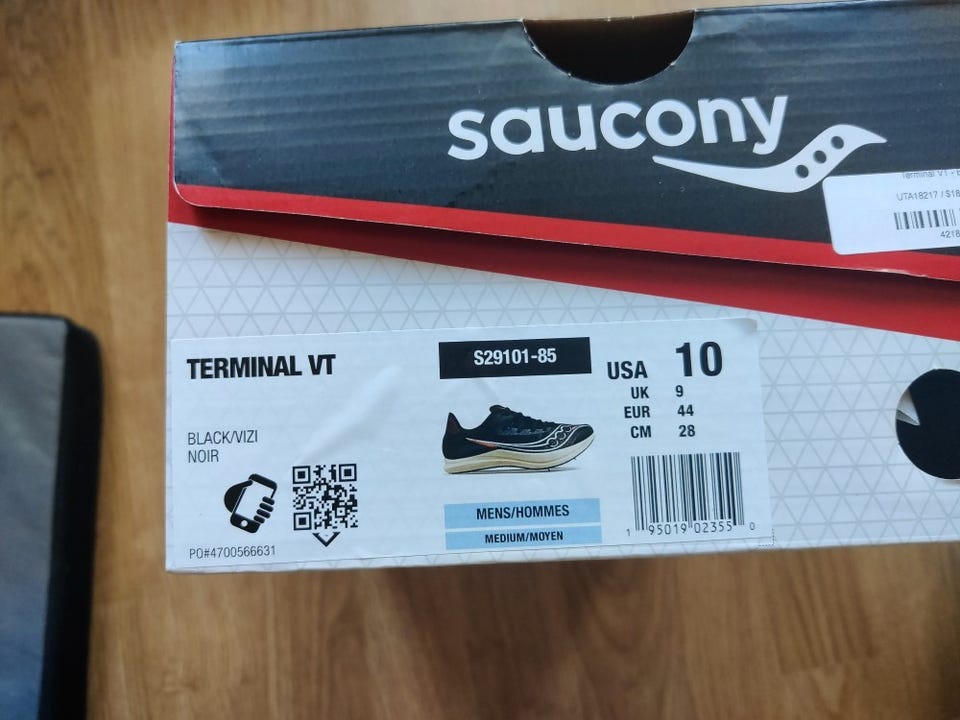 saucony
Terminal VT -
UTA18217 / $18
4218
TERMINAL VT
S29101-85
USA 10
UK 9
EUR 44
CM 28
BLACK/VIZI
NOIR
MENS/HOMMES
MEDIUM/MOYEN
1 95019 02355 0
PO#4700566631